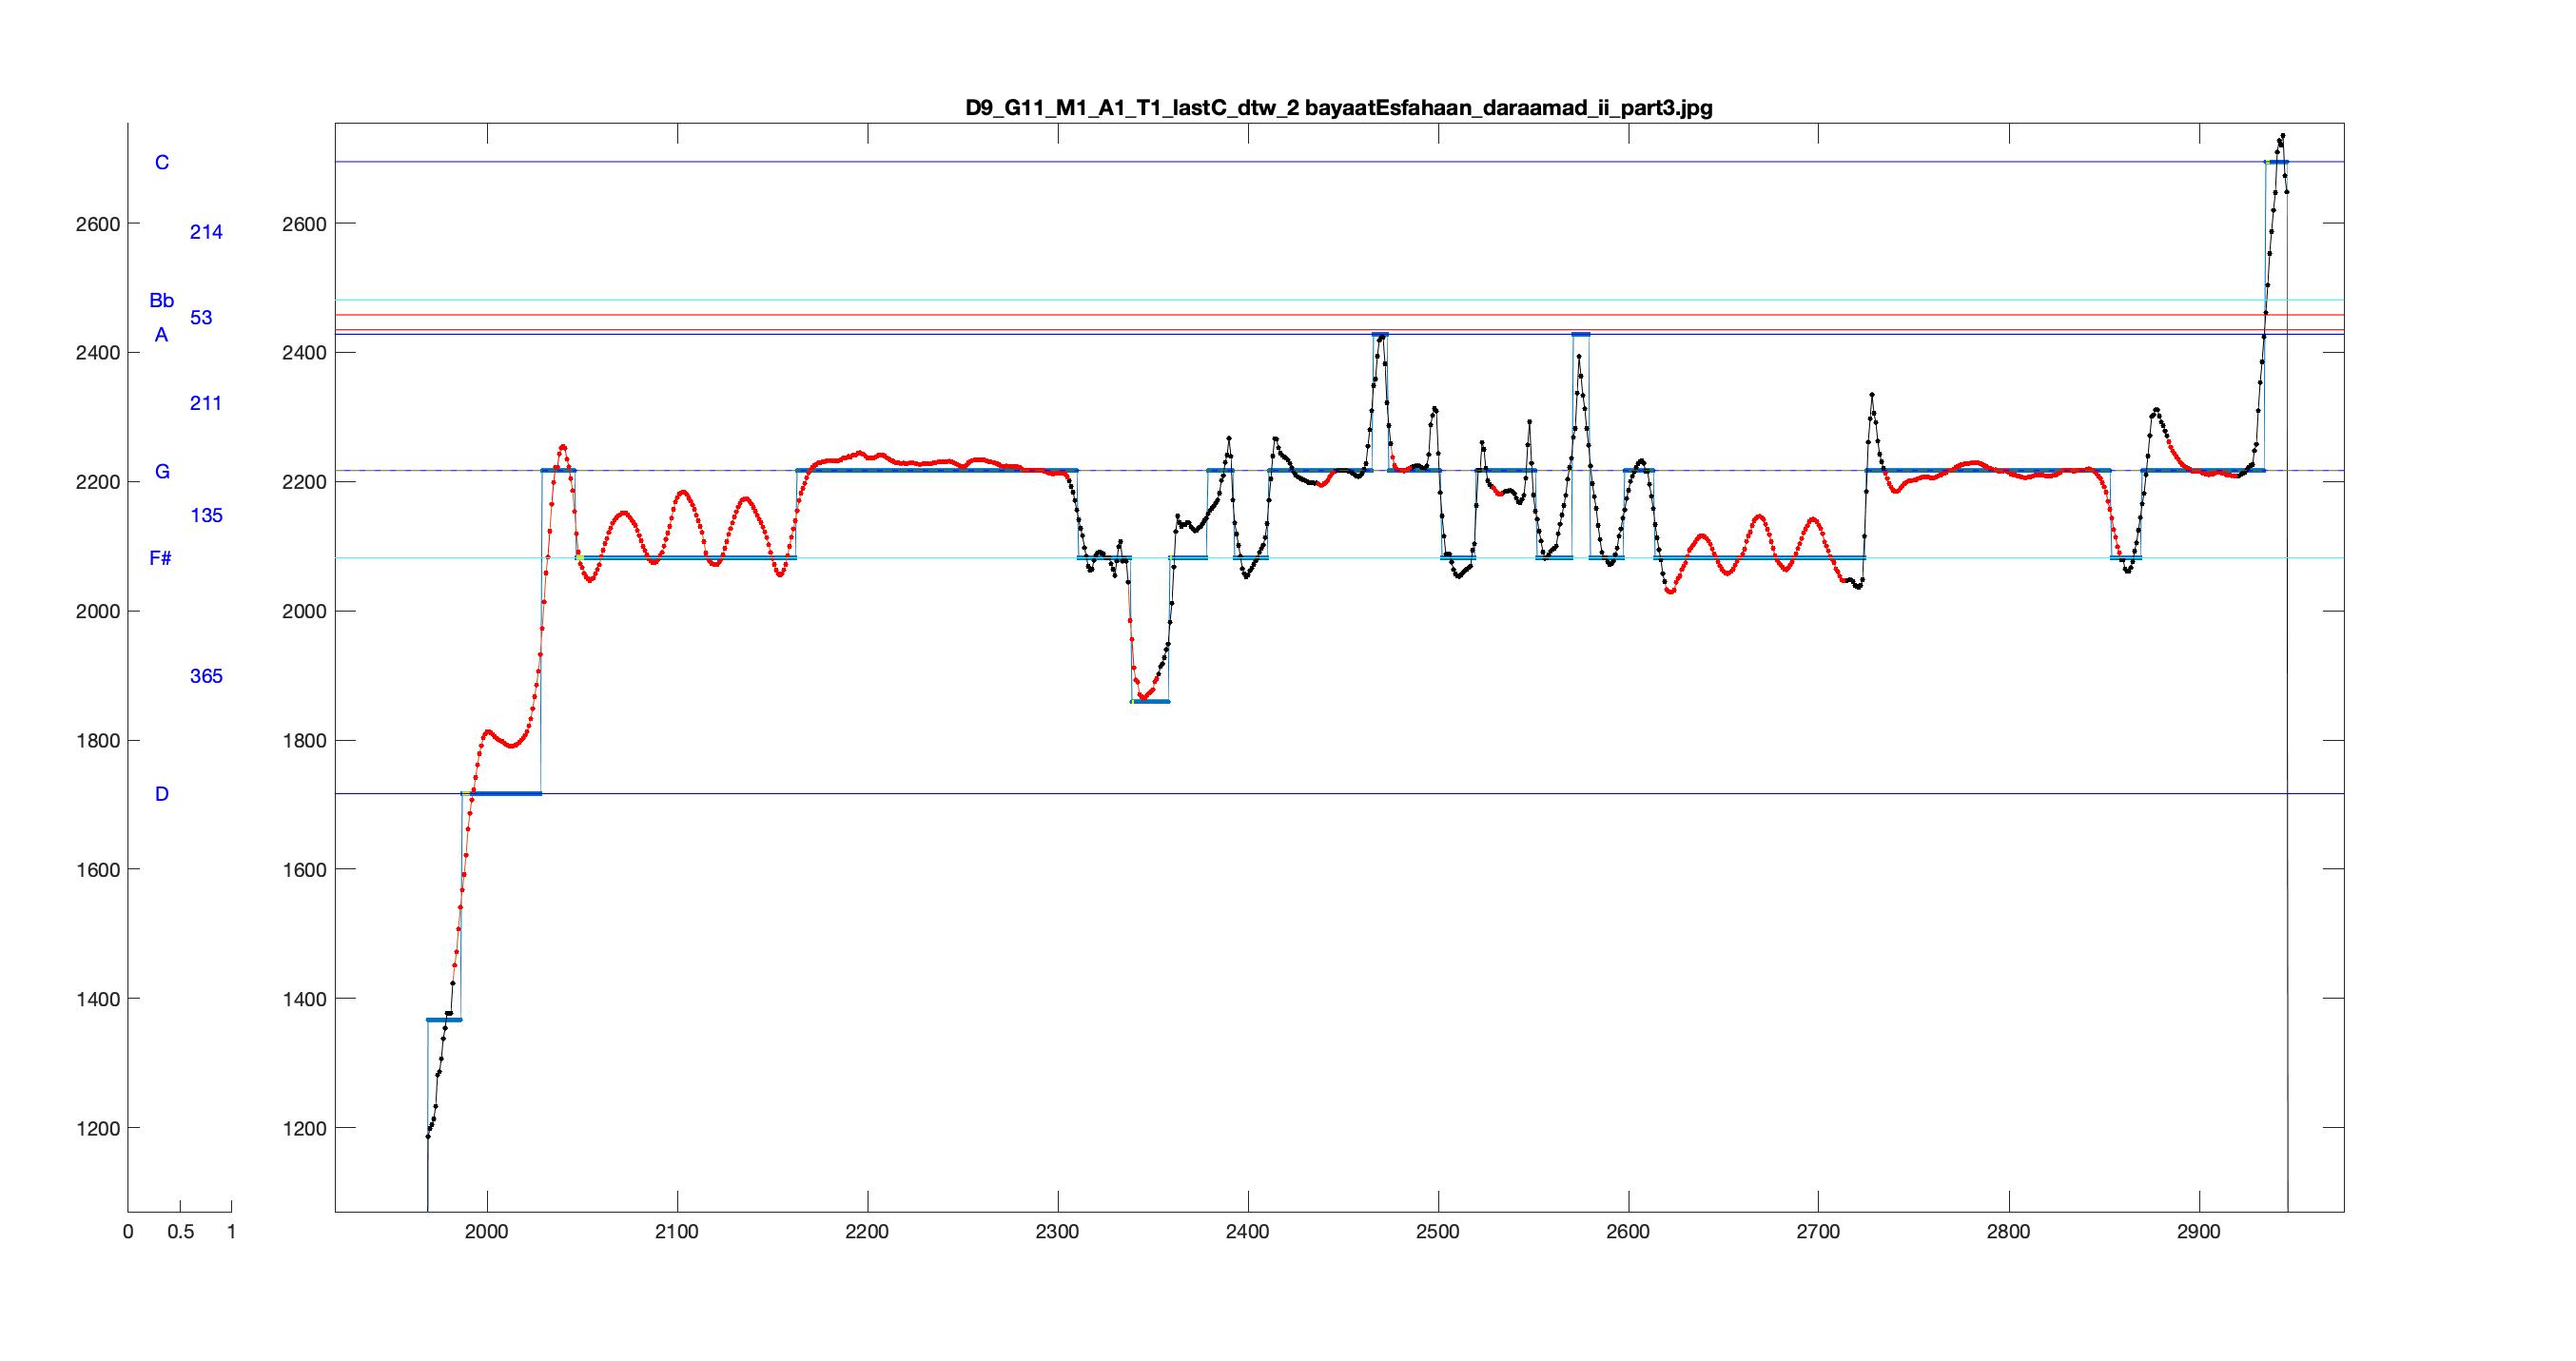 D9_G11_M1_A1_T1_lastC_dtw_2 bayaatEsfahaan_daraamad_ii_part3.jpg
C
2600 214 2600
Bb
53
A
2400 2400
211
G
2200 2200
135
F#
2000 2000
365
1800 1800
D
1600 1600
1400 1400
1200 1200
0 0.5 1 2000 2100 2200 2300 2400 2500 2600 2700 2800 2900